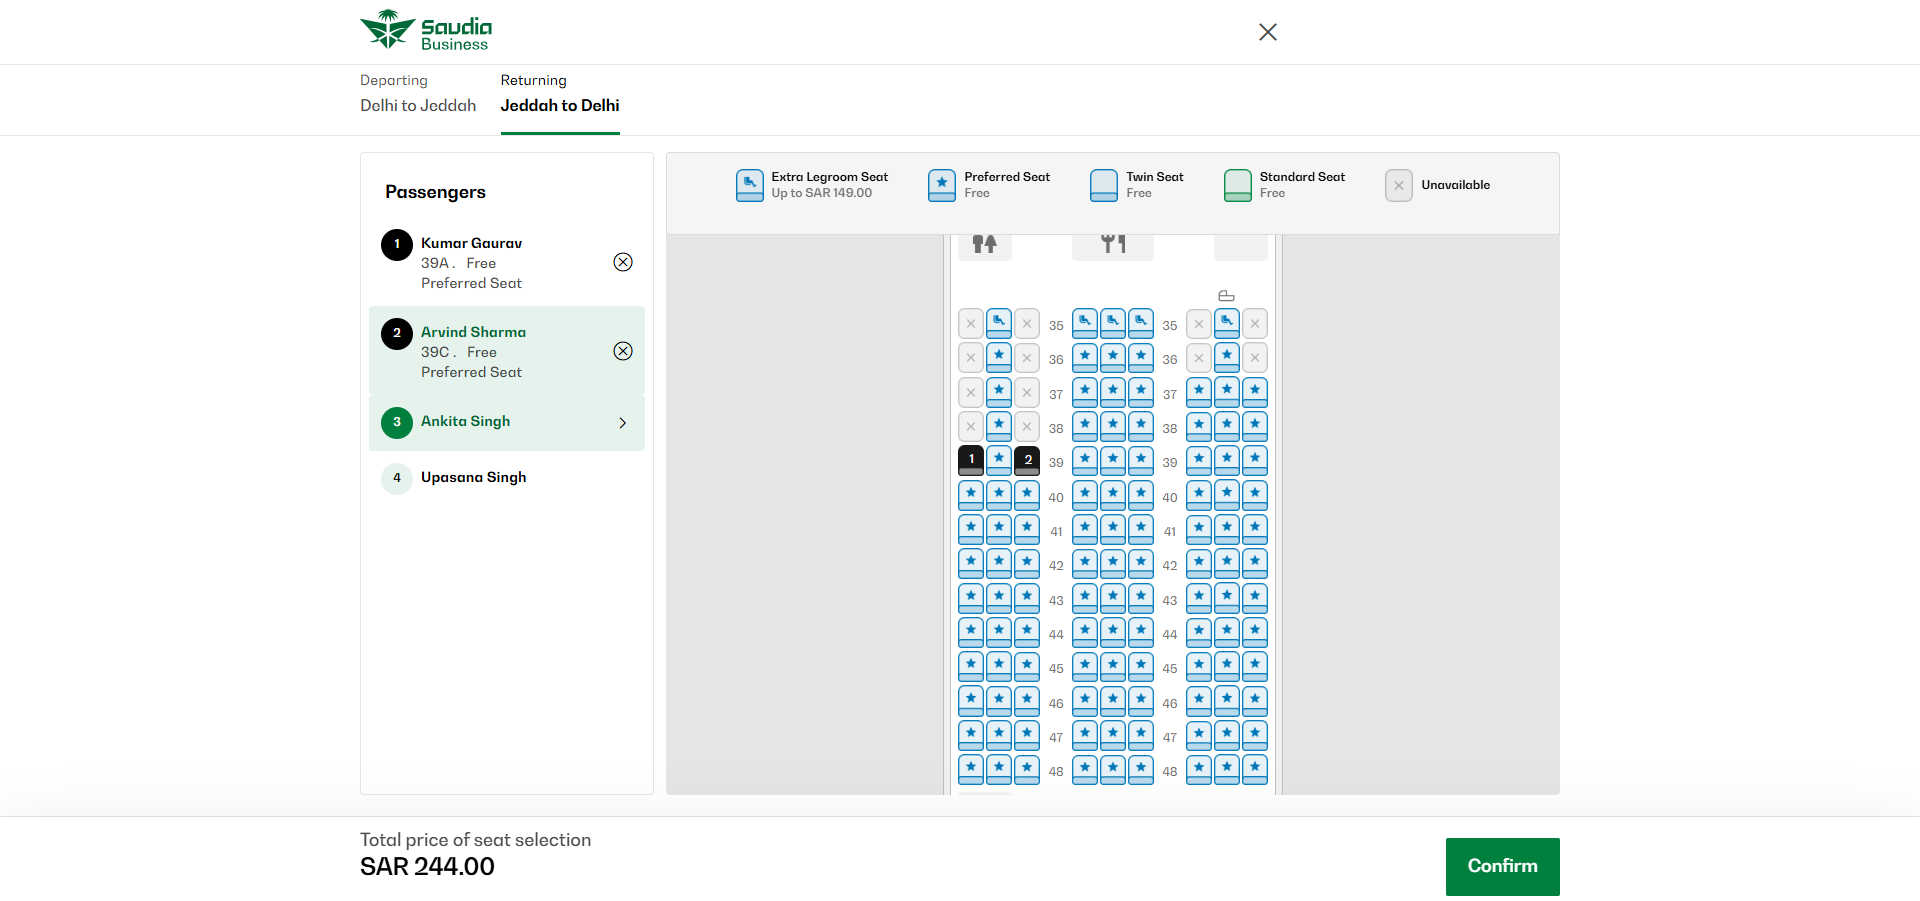 Saudia
Business
Departing
Delhi to Jeddah
Returning
Jeddah to Delhi
Passengers
1
Kumar Gaurav
39A . Free
Preferred Seat
2
Arvind Sharma
39C . Free
Preferred Seat
3
Ankita Singh
4
Upasana Singh
Extra Legroom Seat
Up to SAR 149.00
Preferred Seat
Free
Twin Seat
Free
Standard Seat
Free
Unavailable
35 35
36 36
37 37
38 38
1 2 39 39
40 40
41 41
42 42
43 43
44 44
45 45
46 46
47 47
48 48
Total price of seat selection
SAR 244.00
Confirm